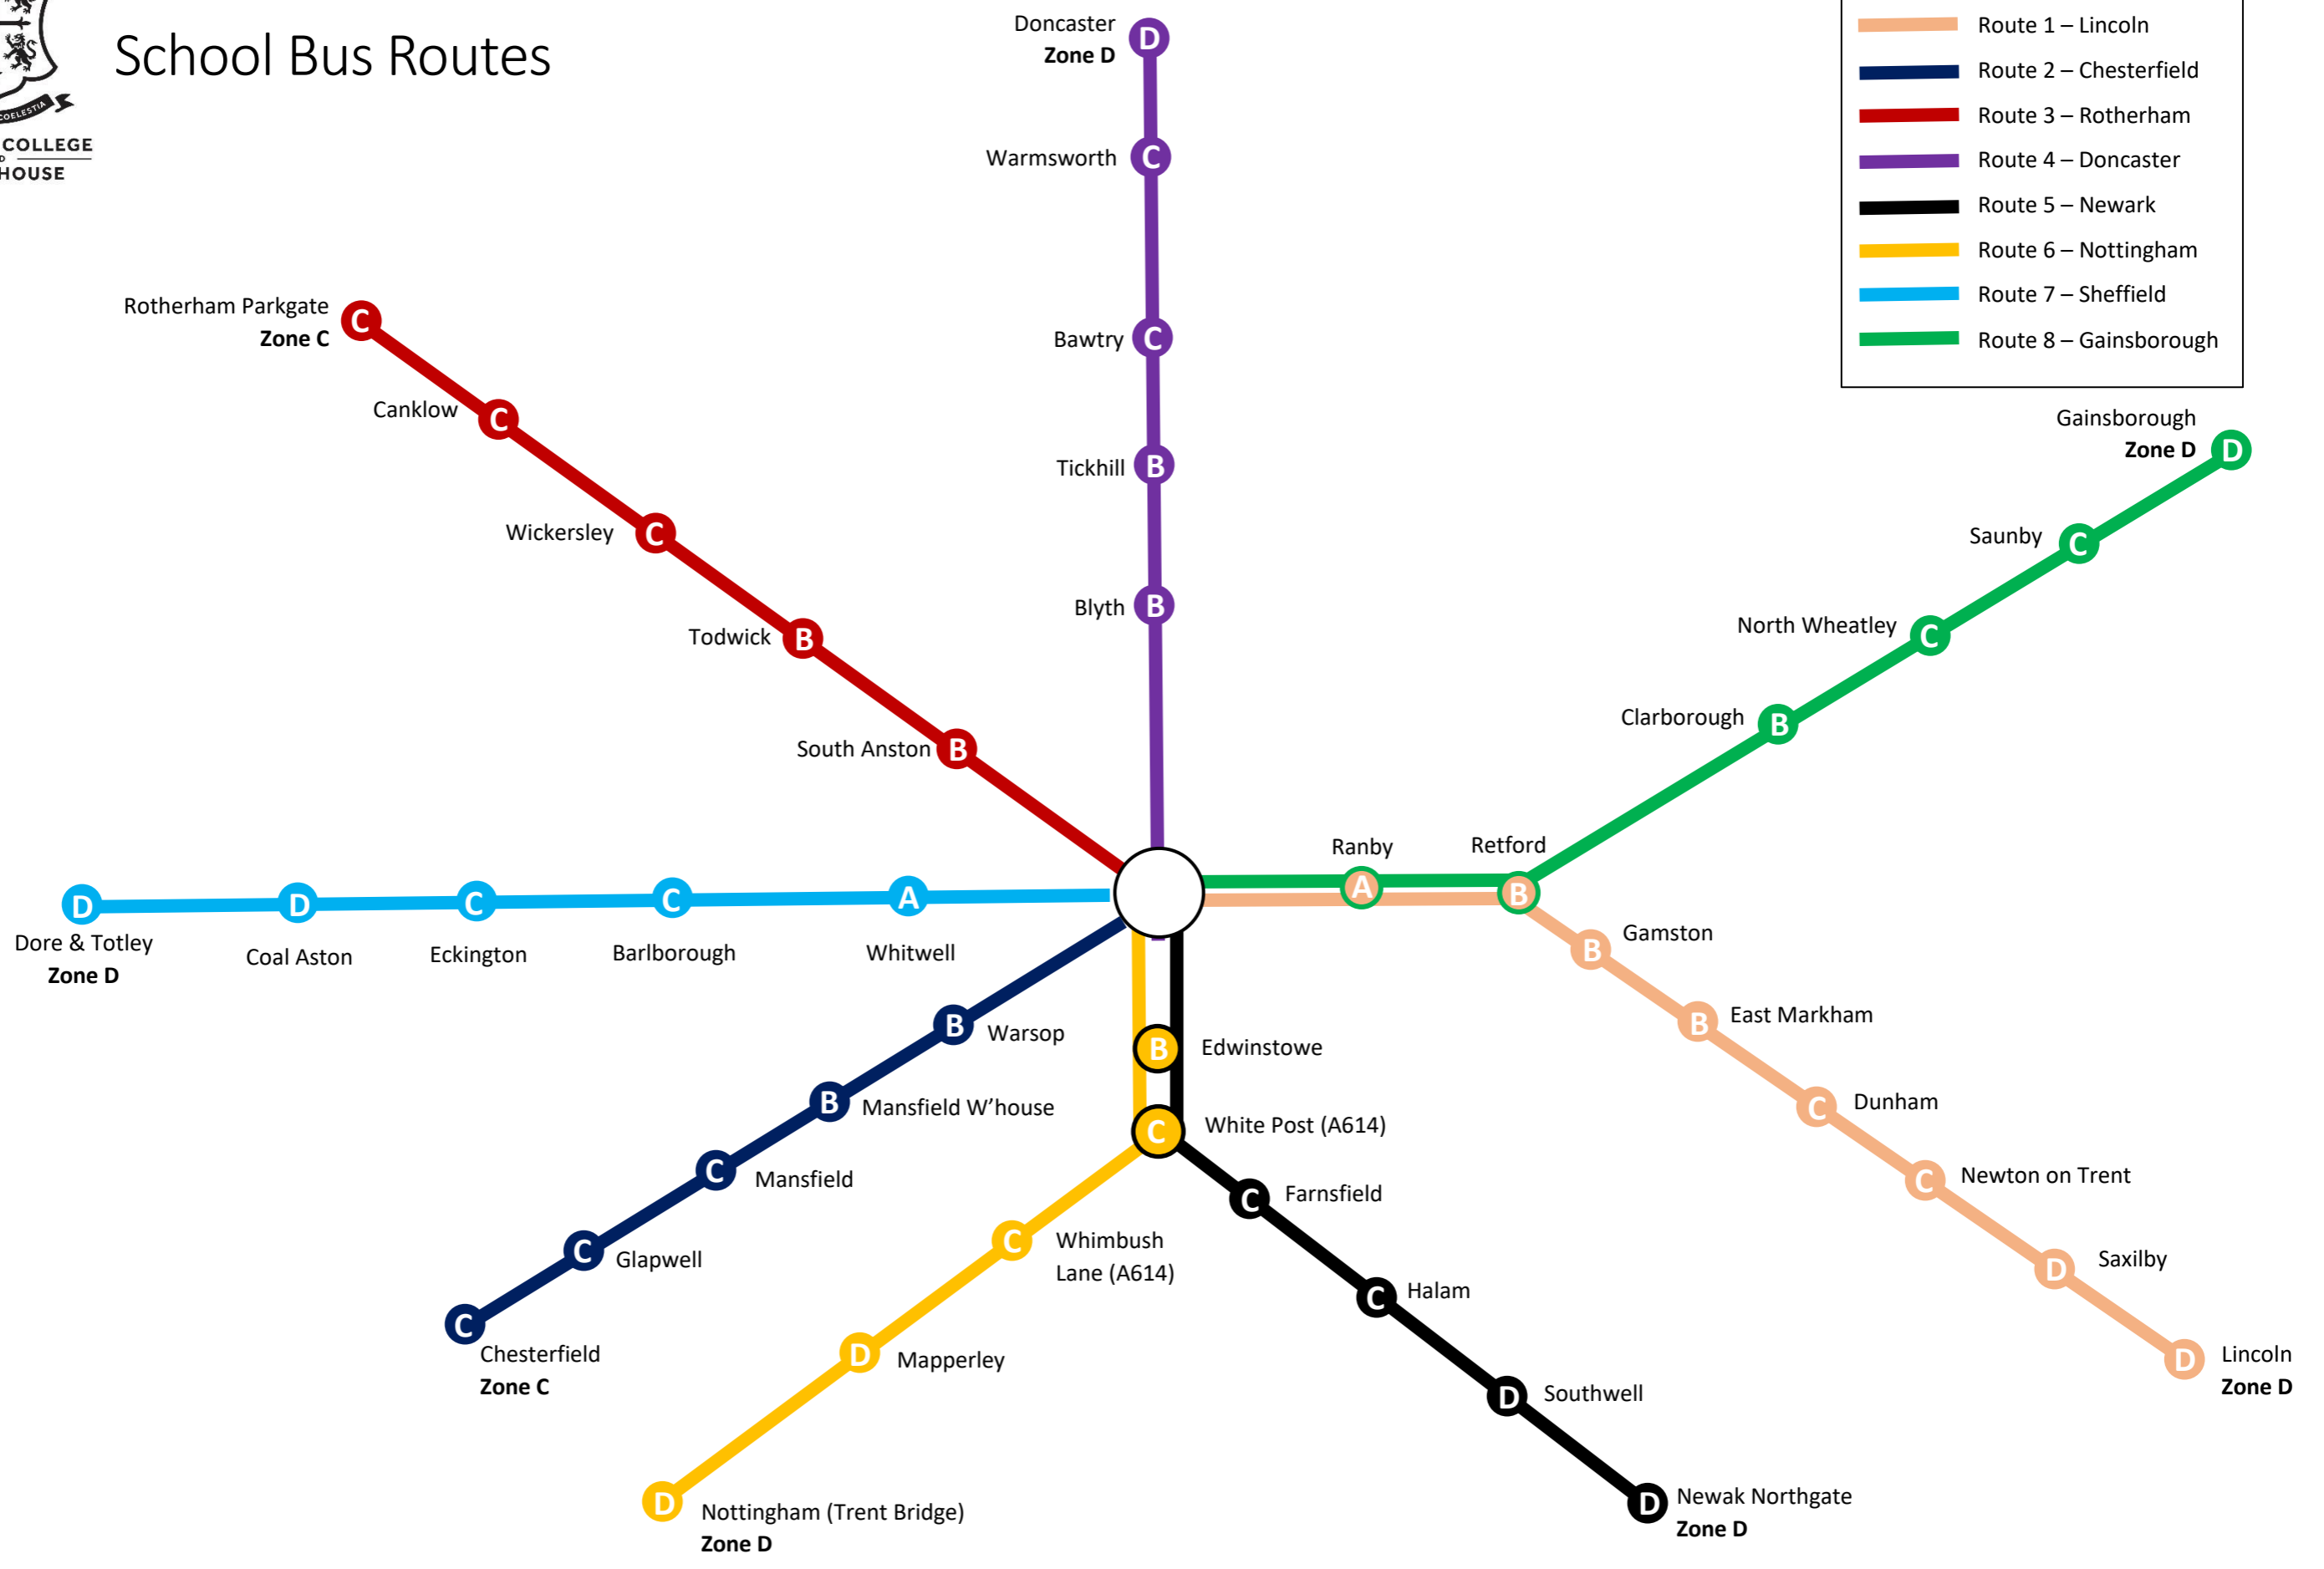 School Bus Routes
COELESTIA
COLLEGE
HOUSE
Route 1 – Lincoln
Route 2 – Chesterfield
Route 3 – Rotherham
Route 4 – Doncaster
Route 5 – Newark
Route 6 – Nottingham
Route 7 – Sheffield
Route 8 – Gainsborough
Doncaster
Zone D
D
Warmsworth
C
Bawtry
C
Tickhill
B
Blyth
B
Rotherham Parkgate
Zone C
C
Canklow
C
Wickersley
C
Todwick
B
South Anston
B
Gainsborough
Zone D
D
Saunby
C
North Wheatley
C
Clarborough
B
Ranby
A
Retford
B
D
Dore & Totley
Zone D
D
Coal Aston
C
Eckington
C
Barlborough
A
Whitwell
B
Gamston
B
East Markham
C
Dunham
C
Newton on Trent
D
Saxilby
D
Lincoln
Zone D
B
Warsop
B
Mansfield W'house
C
Mansfield
C
Glapwell
C
Chesterfield
Zone C
B
Edwinstowe
C
White Post (A614)
C
Whimbush
Lane (A614)
D
Mapperley
D
Nottingham (Trent Bridge)
Zone D
C
Farnsfield
C
Halam
D
Southwell
D
Newak Northgate
Zone D